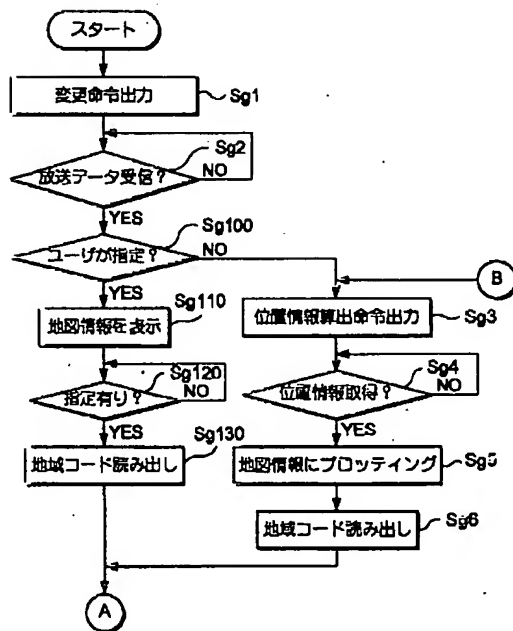 スタート
変更命令出力
Sg1
Sg2
放送データ受信?
NO
YES
Sg100
ユーザが指定?
NO
YES
B
Sg110
地図情報を表示
位置情報算出命令出力
Sg3
Sg120
指定有り?
NO
Sg4
位置情報取得?
NO
YES
Sg130
YES
地域コード読み出し
地図情報にプロッティング
Sg5
地域コード読み出し
Sg6
A